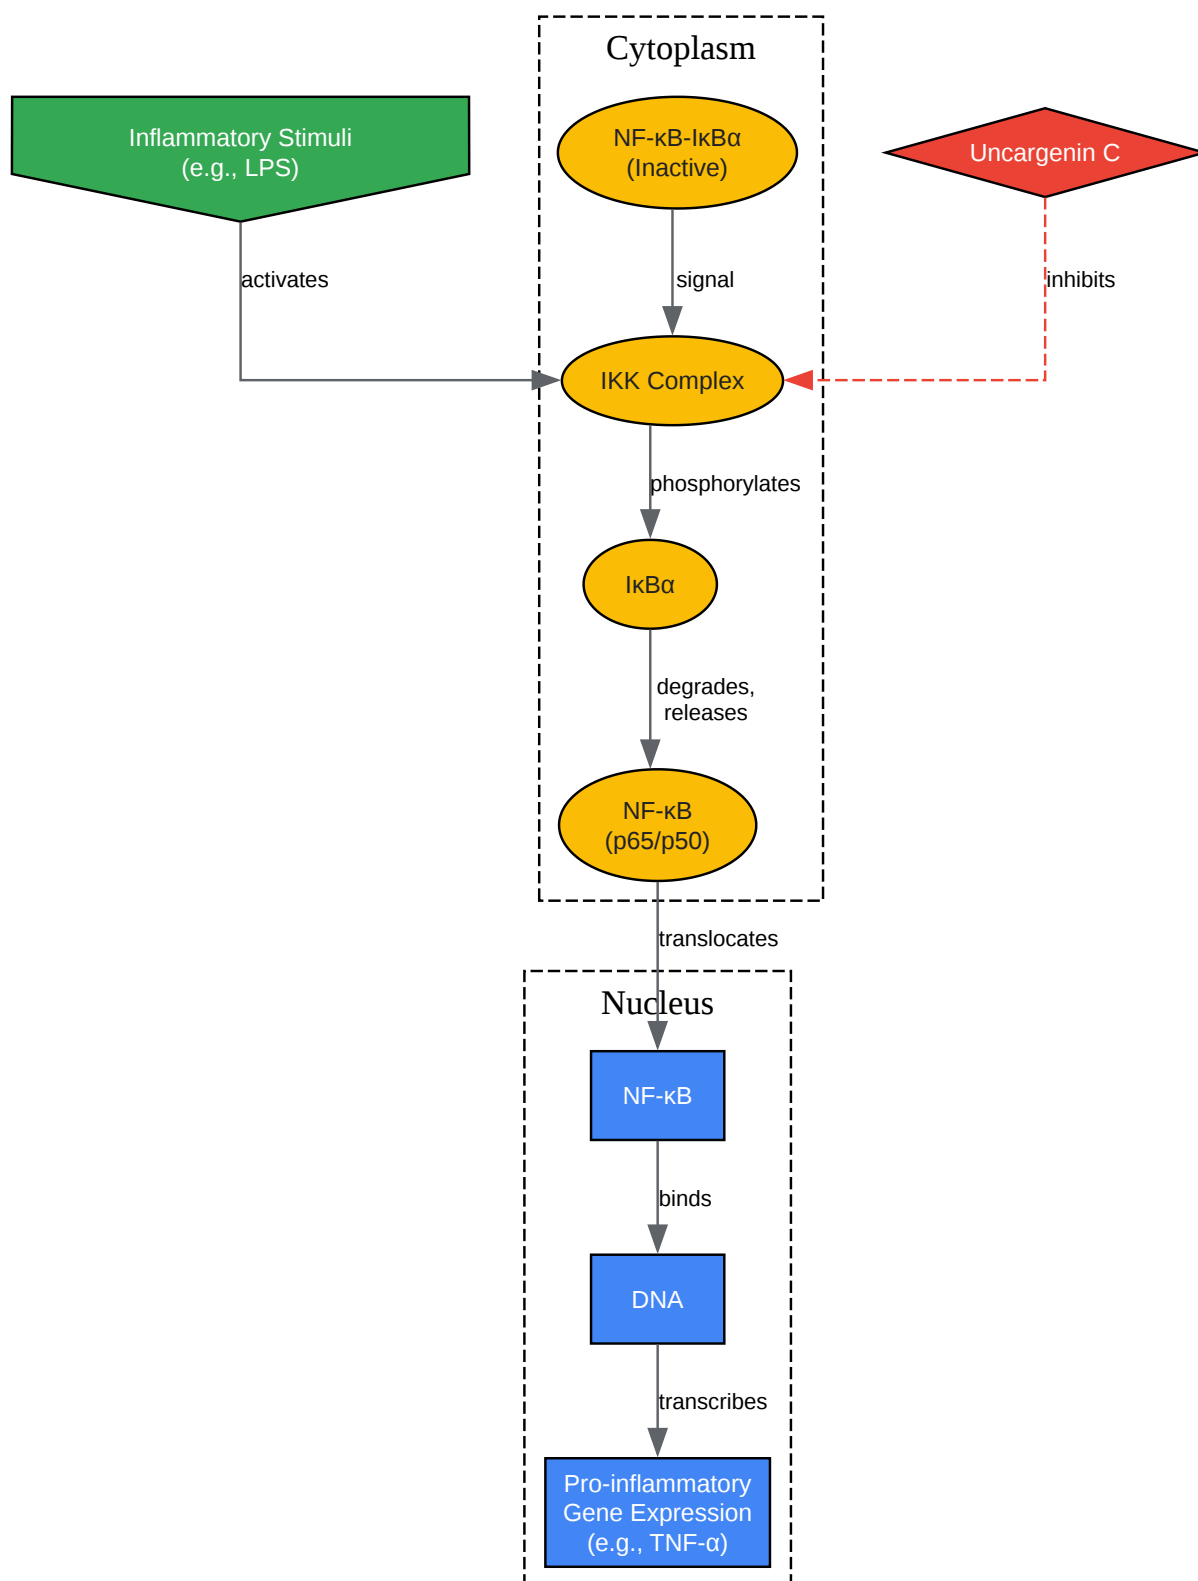 Cytoplasm
Inflammatory Stimuli
(e.g., LPS)
NF-κB-IκBα
(Inactive)
Uncargenin C
activates
signal
inhibits
IKK Complex
phosphorylates
IκBα
degrades,
releases
NF-κB
(p65/p50)
translocates
Nucleus
NF-κB
binds
DNA
transcribes
Pro-inflammatory
Gene Expression
(e.g., TNF-α)